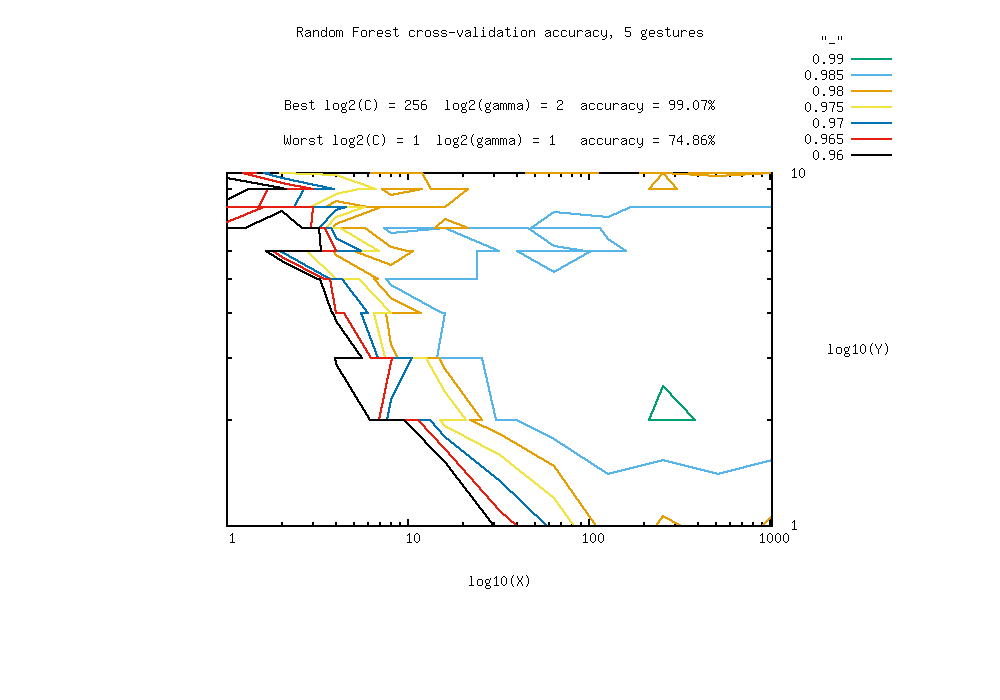 Random Forest cross-validation accuracy, 5 gestures
"_"
0.99
0.985
0.98
0.975
0.97
0.965
0.96
Best log2(C) = 256  log2(gamma) = 2  accuracy = 99.07%
Worst log2(C) = 1  log2(gamma) = 1   accuracy = 74.86%
10
log10(Y)
1
1 10 100 1000
log10(X)